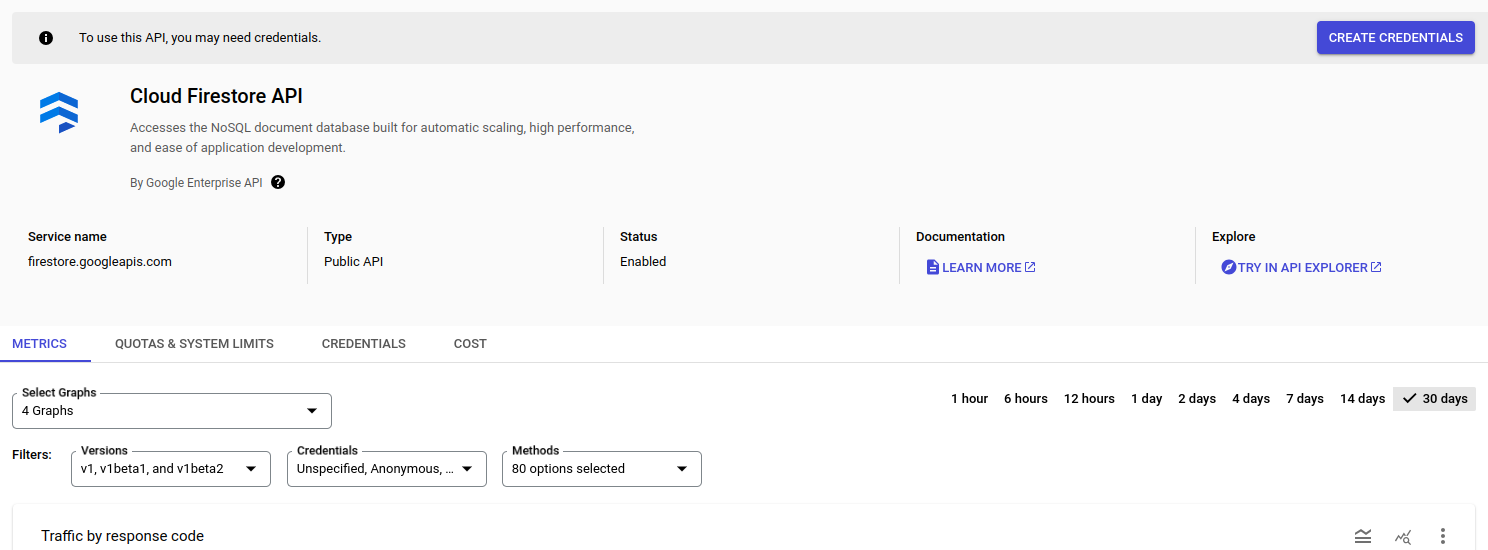 To use this API, you may need credentials.
CREATE CREDENTIALS
Cloud Firestore API
Accesses the NoSQL document database built for automatic scaling, high performance,
and ease of application development.
By Google Enterprise API
Service name
firestore.googleapis.com
Type
Public API
Status
Enabled
Documentation
LEARN MORE
Explore
TRY IN API EXPLORER
METRICS
QUOTAS & SYSTEM LIMITS
CREDENTIALS
COST
Select Graphs
4 Graphs
1 hour
6 hours
12 hours
1 day
2 days
4 days
7 days
14 days
30 days
Filters:
Versions
v1, v1beta1, and v1beta2
Credentials
Unspecified, Anonymous, ...
Methods
80 options selected
Traffic by response code